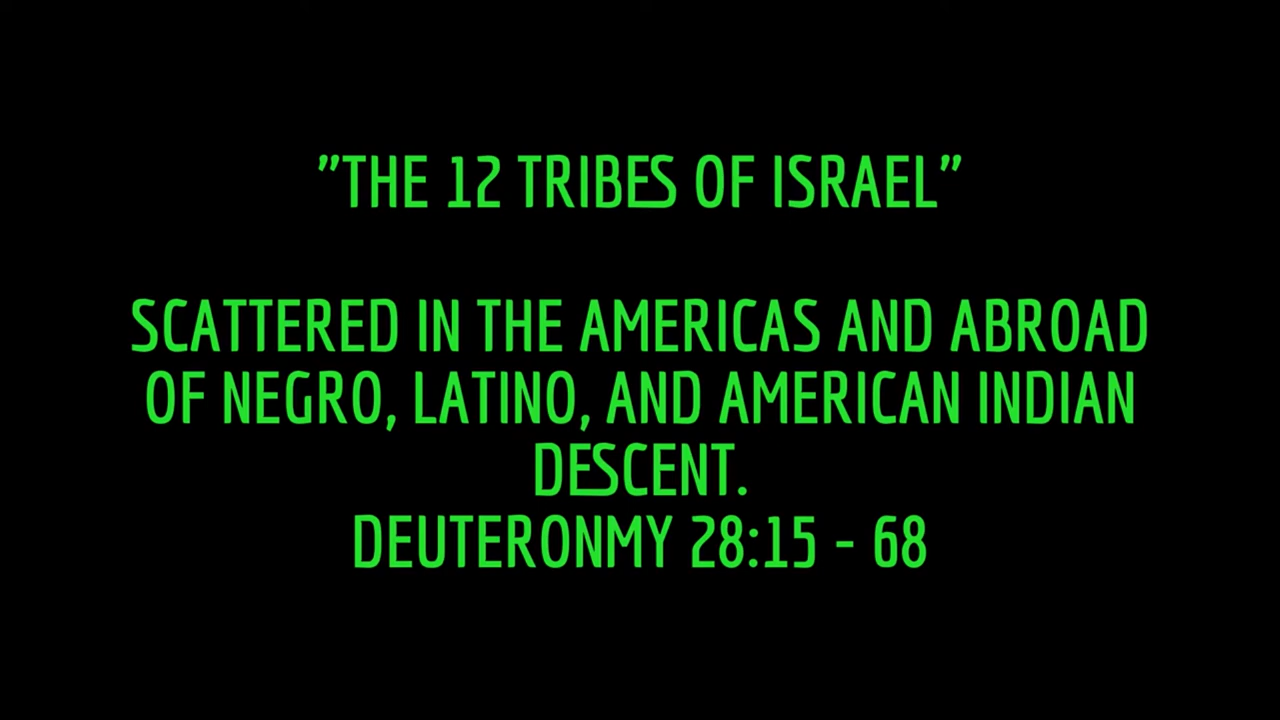 "THE 12 TRIBES OF ISRAEL"
SCATTERED IN THE AMERICAS AND ABROAD
OF NEGRO, LATINO, AND AMERICAN INDIAN
DESCENT.
DEUTERONMY 28:15 - 68